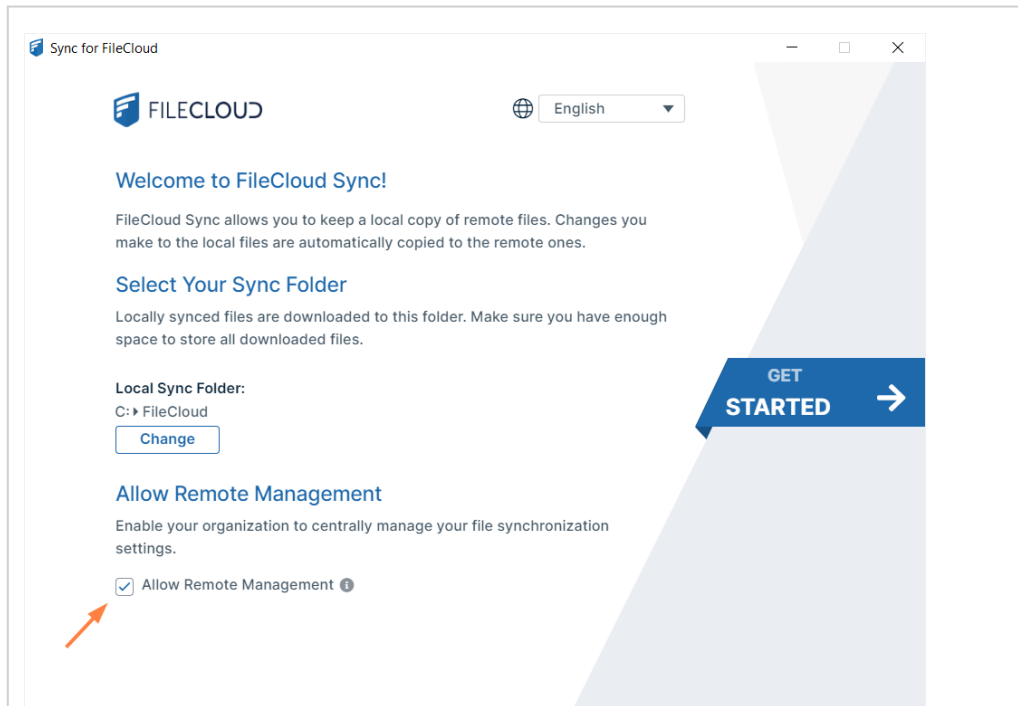 Sync for FileCloud
FILECLOUD
English
Welcome to FileCloud Sync!
FileCloud Sync allows you to keep a local copy of remote files. Changes you
make to the local files are automatically copied to the remote ones.
Select Your Sync Folder
Locally synced files are downloaded to this folder. Make sure you have enough
space to store all downloaded files.
Local Sync Folder:
C: FileCloud
Change
GET
STARTED
Allow Remote Management
Enable your organization to centrally manage your file synchronization
settings.
Allow Remote Management